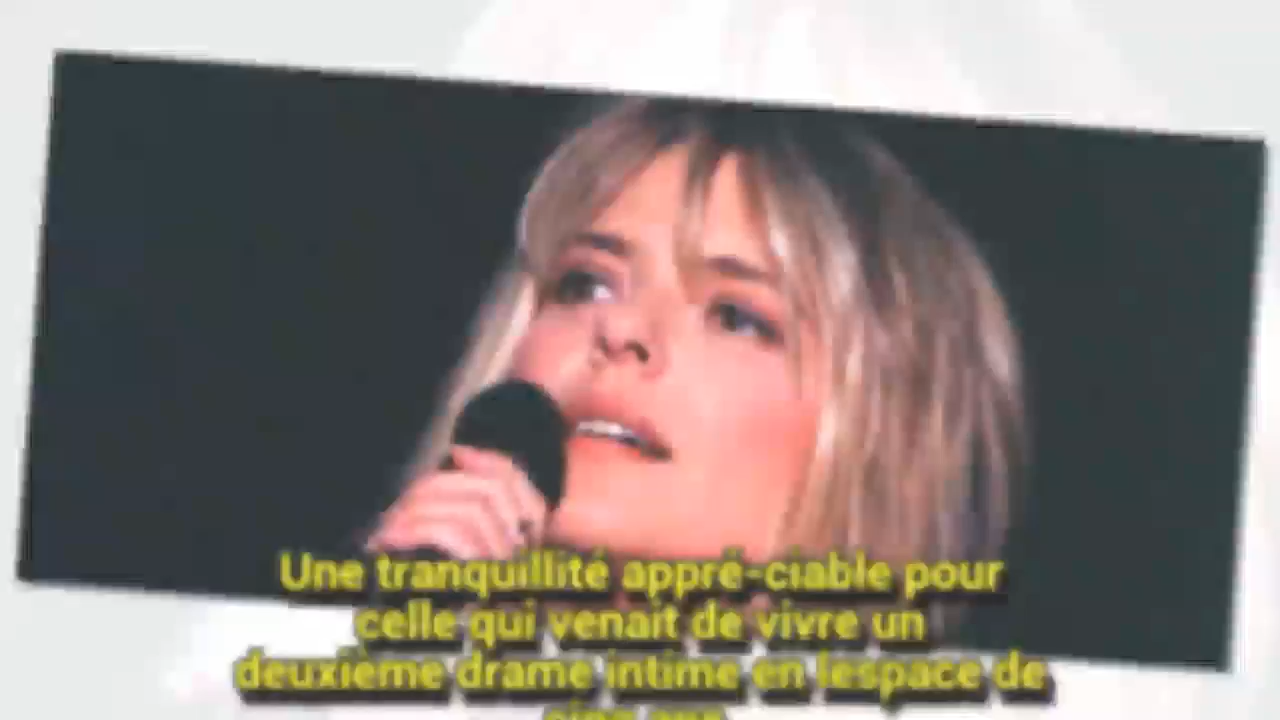 Une tranquillité appré-ciable pour
celle qui venait de vivre un
deuxième drame intime en lespace de